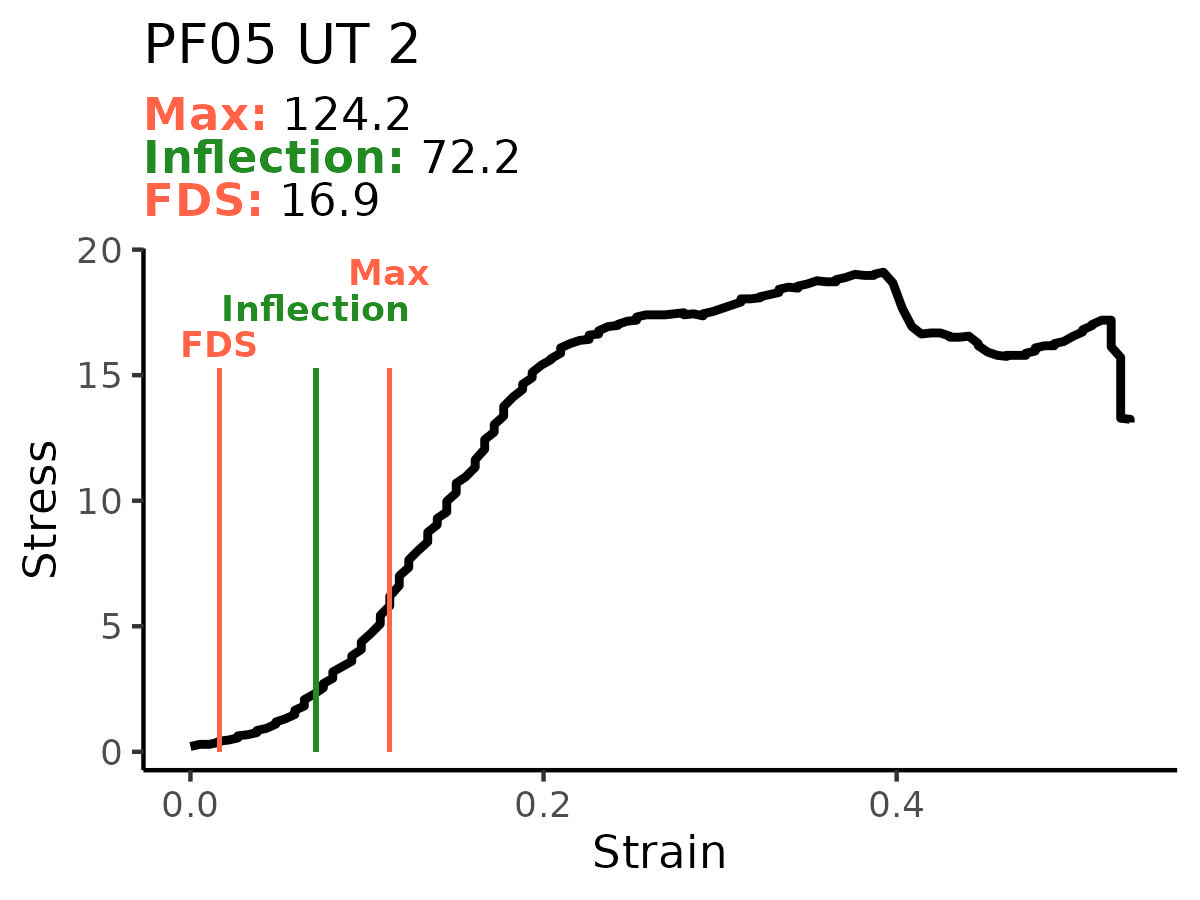 PF05 UT 2
Max: 124.2
Inflection: 72.2
FDS: 16.9
20
Max
Inflection
FDS
15
10
5
0
Stress
0.0 0.2 0.4
Strain